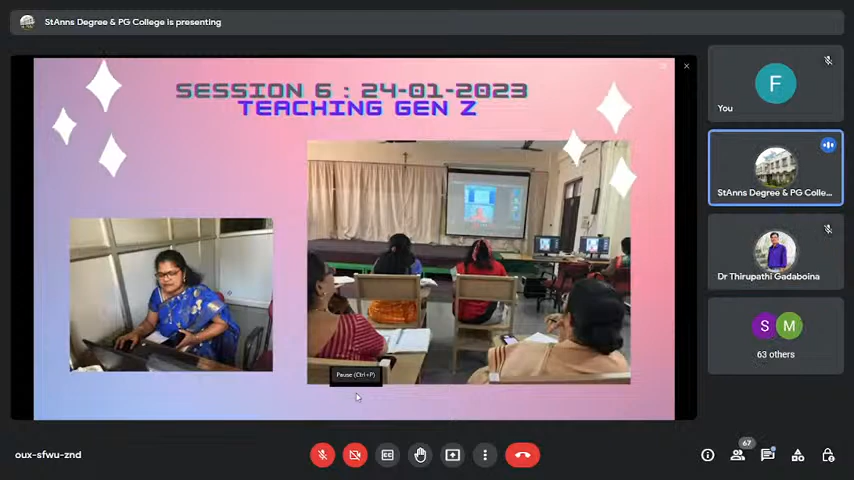 StAnns Degree & PG College is presenting
SESSION 6 : 24-01-2023
TEACHING GEN Z
Pause (Ctrl+P)
F
You
StAnns Degree & PG Colle...
Dr Thirupathi Gadaboina
S M
63 others
oux-sfwu-znd
CC
67